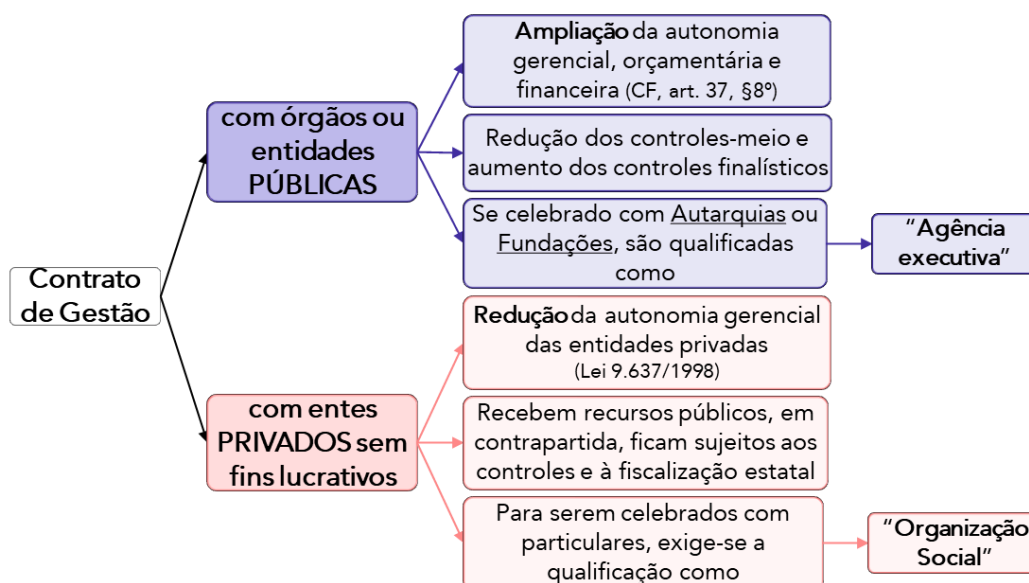 Contrato
de Gestão
com órgãos ou
entidades
PÚBLICAS
Ampliação da autonomia
gerencial, orçamentária e
financeira (CF, art. 37, §8º)
Redução dos controles-meio e
aumento dos controles finalísticos
Se celebrado com Autarquias ou
Fundações, são qualificadas
como
“Agência
executiva”
com entes
PRIVADOS sem
fins lucrativos
Redução da autonomia gerencial
das entidades privadas
(Lei 9.637/1998)
Recebem recursos públicos, em
contrapartida, ficam sujeitos aos
controles e à fiscalização estatal
Para serem celebrados com
particulares, exige-se a
qualificação como
“Organização
Social”